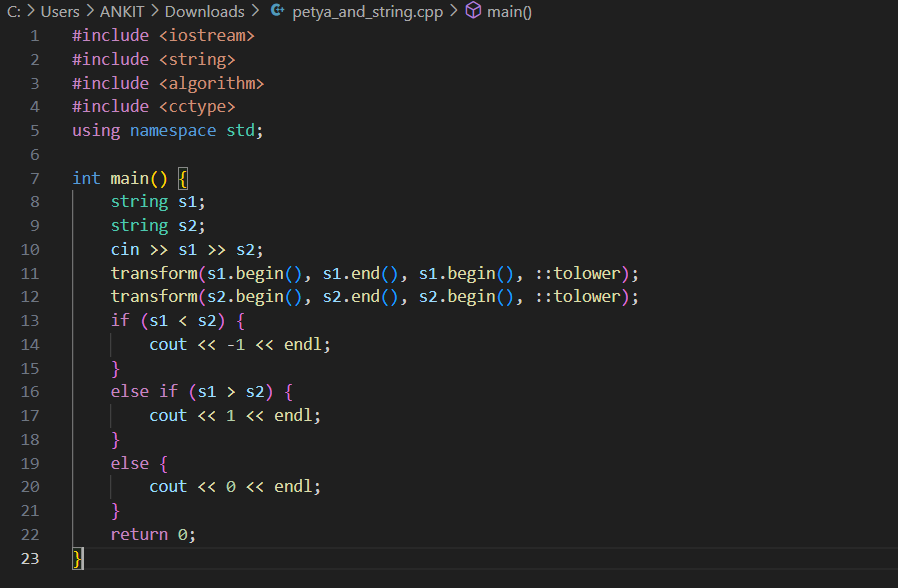 C: > Users > ANKIT > Downloads > petya_and_string.cpp > main()
1 #include <iostream>
2 #include <string>
3 #include <algorithm>
4 #include <cctype>
5 using namespace std;
6
7 int main() {
8     string s1;
9     string s2;
10     cin >> s1 >> s2;
11     transform(s1.begin(), s1.end(), s1.begin(), ::tolower);
12     transform(s2.begin(), s2.end(), s2.begin(), ::tolower);
13     if (s1 < s2) {
14         cout << -1 << endl;
15     }
16     else if (s1 > s2) {
17         cout << 1 << endl;
18     }
19     else {
20         cout << 0 << endl;
21     }
22     return 0;
23 }